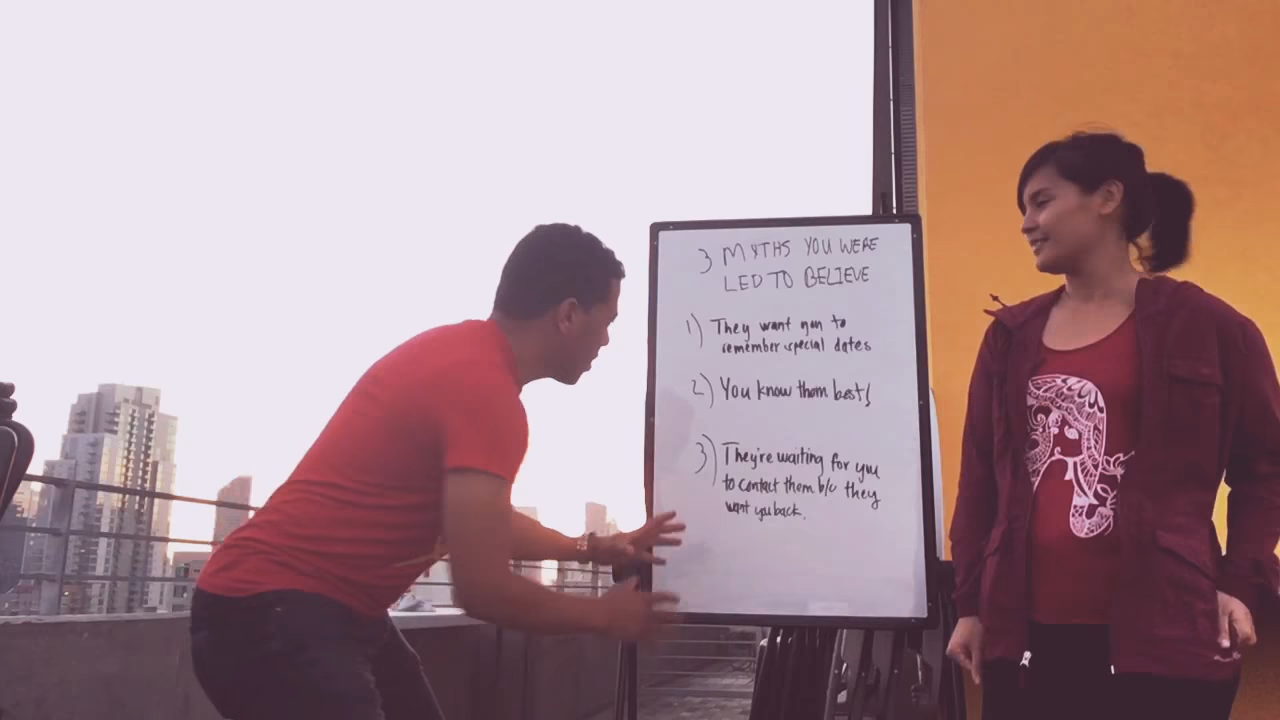 3 MYTHS YOU WERE
LED TO BELIEVE
1) They want you to
remember special dates
2) You know them best!
3) They're waiting for you
to contact them b/c they
want you back.